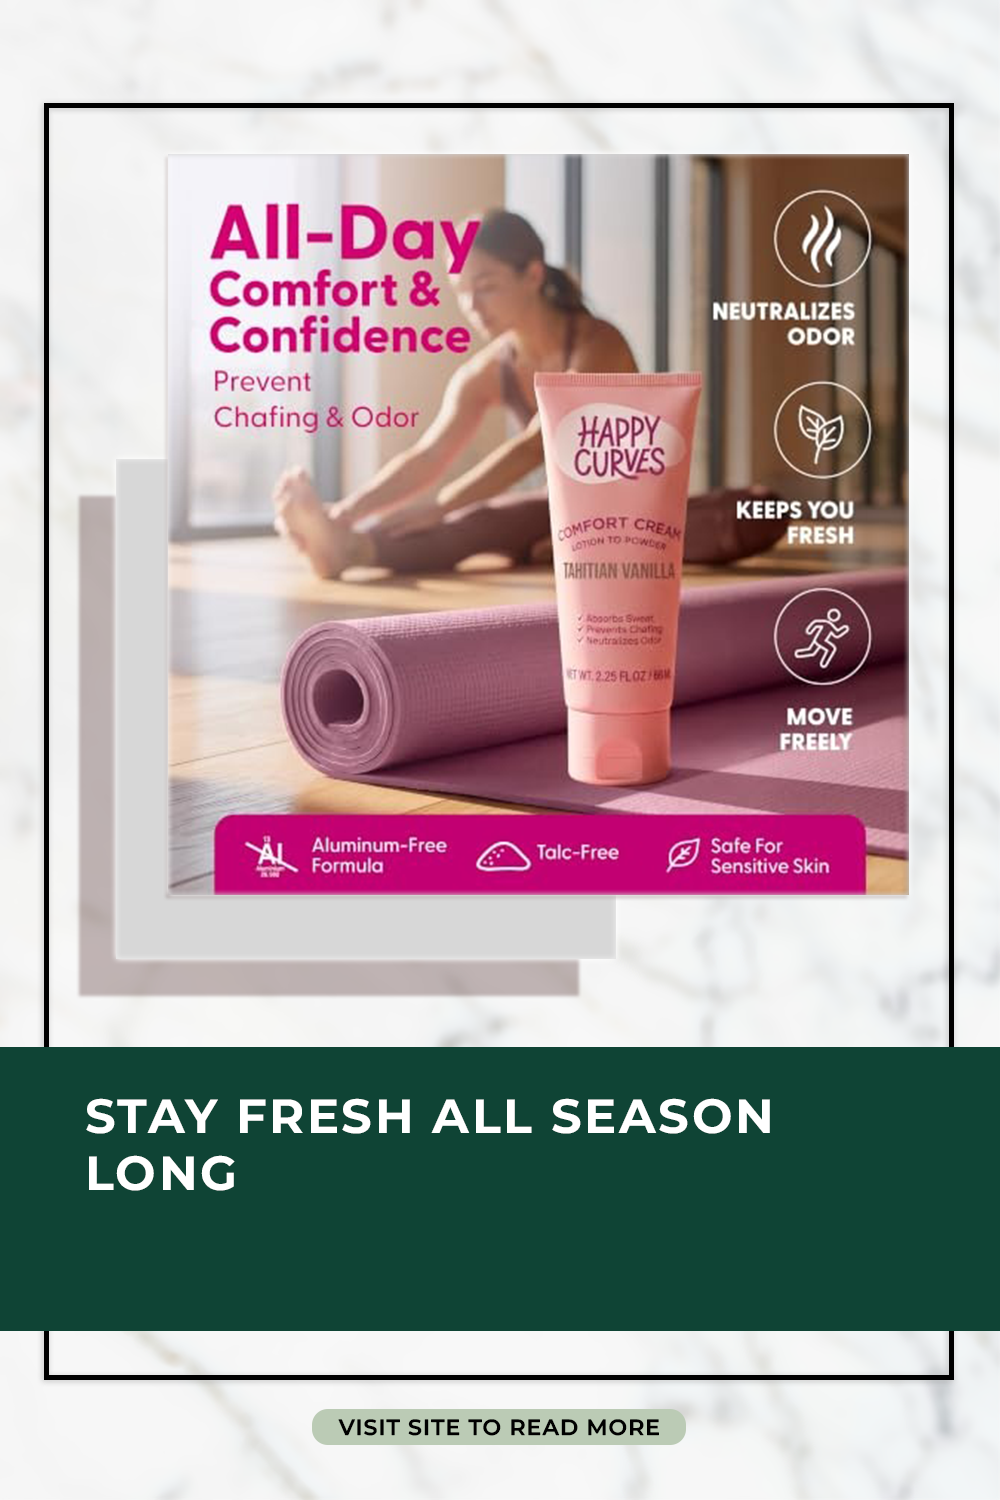 All-Day
Comfort &
Confidence
Prevent
Chafing & Odor
NEUTRALIZES
ODOR
KEEPS YOU
FRESH
MOVE
FREELY
HAPPY
CURVES
COMFORT CREAM
LOTION TO POWDER
TAHITIAN VANILLA
✓ Absorbs Sweat
✓ Prevents Chafing
✓ Neutralizes Odor
NET WT. 2.25 FL OZ /
Al
Aluminum-Free
Formula
Talc-Free
Safe For
Sensitive Skin
STAY FRESH ALL SEASON
LONG
VISIT SITE TO READ MORE